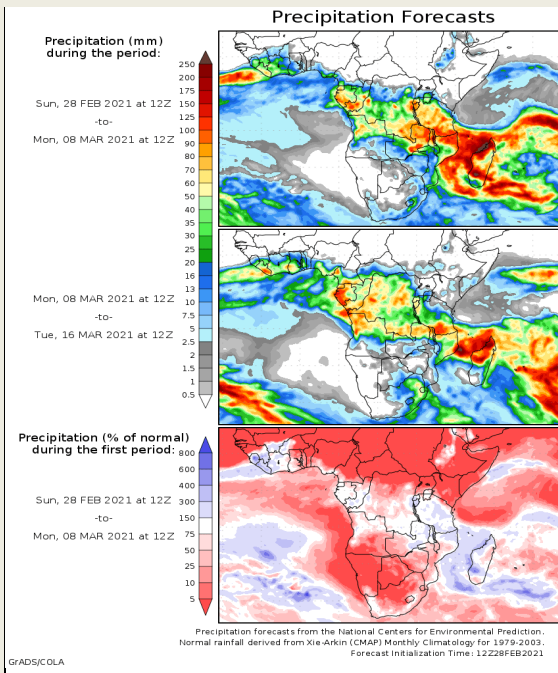 Precipitation Forecasts
Precipitation (mm)
during the period:
Sun, 28 FEB 2021 at 12Z
-to-
Mon, 08 MAR 2021 at 12Z
250
200
175
150
125
100
90
80
70
60
50
40
35
30
25
20
16
13
10
7.5
5
2.5
2
1.5
1
0.5
Mon, 08 MAR 2021 at 12Z
-to-
Tue, 16 MAR 2021 at 12Z
Precipitation (% of normal)
during the first period:
Sun, 28 FEB 2021 at 12Z
-to-
Mon, 08 MAR 2021 at 12Z
800
600
400
300
150
75
50
25
10
5
Precipitation forecasts from the National Centers for Environmental Prediction.
Normal rainfall derived from Xie-Arkin (CMAP) Monthly Climatology for 1979-2003.
Forecast Initialization Time: 12Z28FEB2021
GrADS/COLA